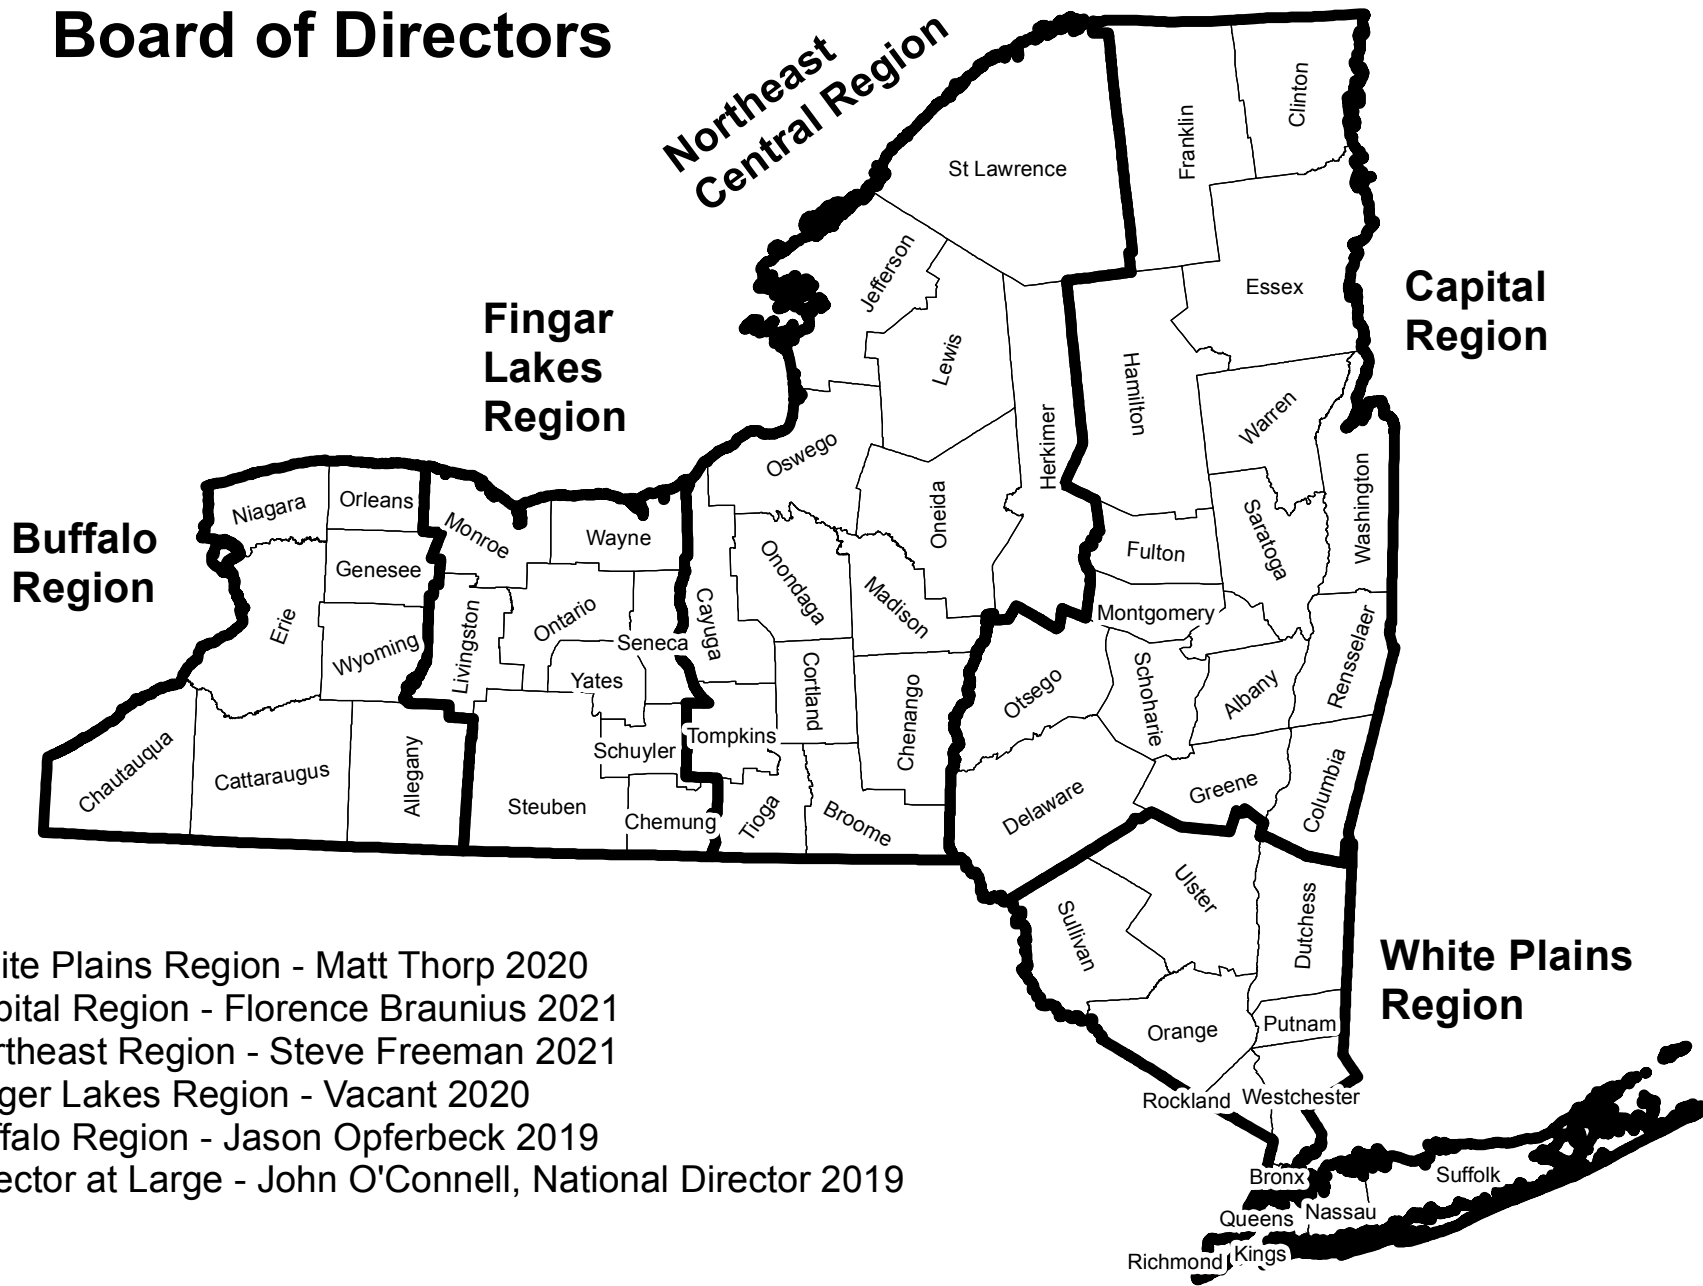 Board of Directors
Northeast
Central Region
Fingar
Lakes
Region
Capital
Region
Buffalo
Region
White Plains
Region
St Lawrence
Franklin
Clinton
Jefferson
Essex
Lewis
Hamilton
Herkimer
Warren
Oswego
Washington
Oneida
Niagara
Orleans
Monroe
Wayne
Saratoga
Fulton
Genesee
Onondaga
Madison
Erie
Ontario
Cayuga
Montgomery
Livingston
Seneca
Wyoming
Rensselaer
Yates
Cortland
Otsego
Schoharie
Albany
Chenango
Tompkins
Schuyler
Chautauqua
Cattaraugus
Allegany
Steuben
Chemung
Tioga
Broome
Delaware
Greene
Columbia
Ulster
Sullivan
Dutchess
Orange
Putnam
Rockland
Westchester
Bronx
Suffolk
Queens
Nassau
Richmond
Kings
ite Plains Region - Matt Thorp 2020
pital Region - Florence Braunius 2021
rtheast Region - Steve Freeman 2021
ger Lakes Region - Vacant 2020
ffalo Region - Jason Opferbeck 2019
ector at Large - John O'Connell, National Director 2019